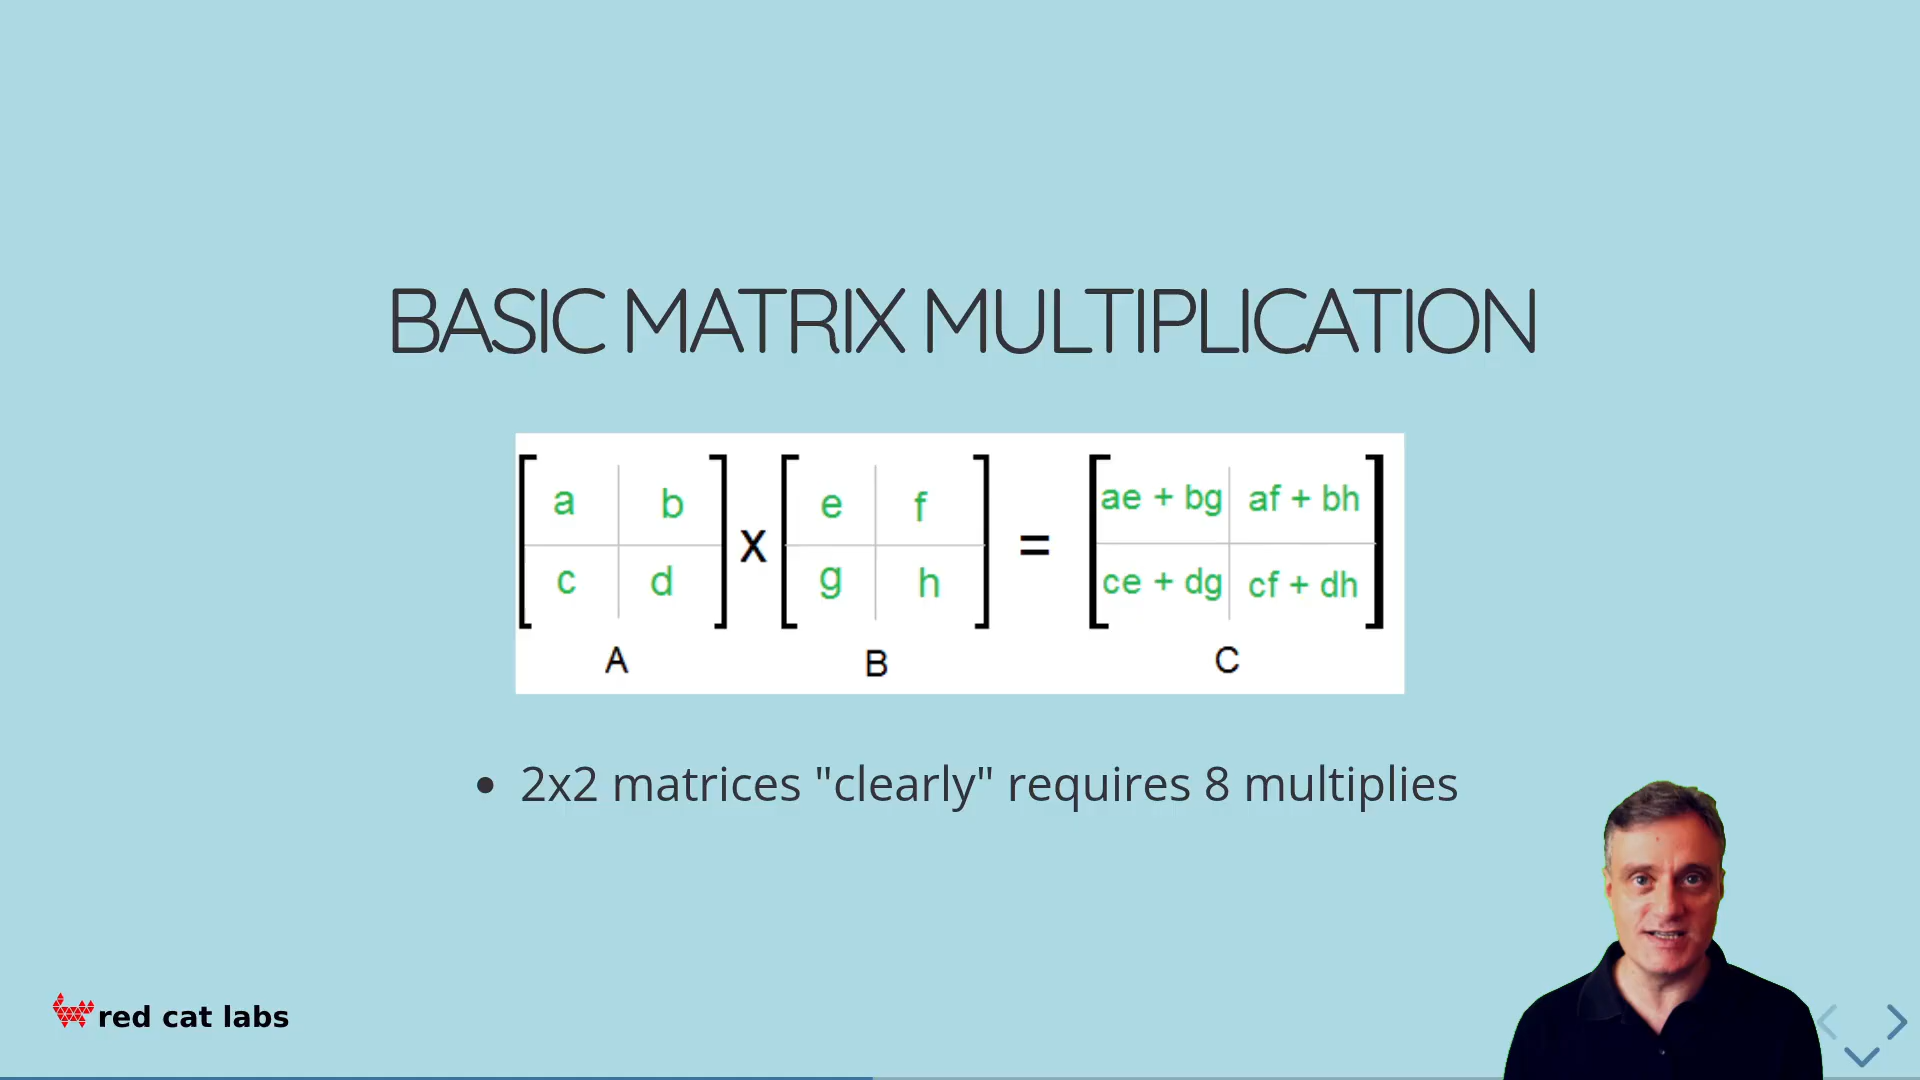 BASIC MATRIX MULTIPLICATION
a b x e f = ae + bg af + bh
c d g h ce + dg cf + dh
A B C
• 2x2 matrices "clearly" requires 8 multiplies
red cat labs